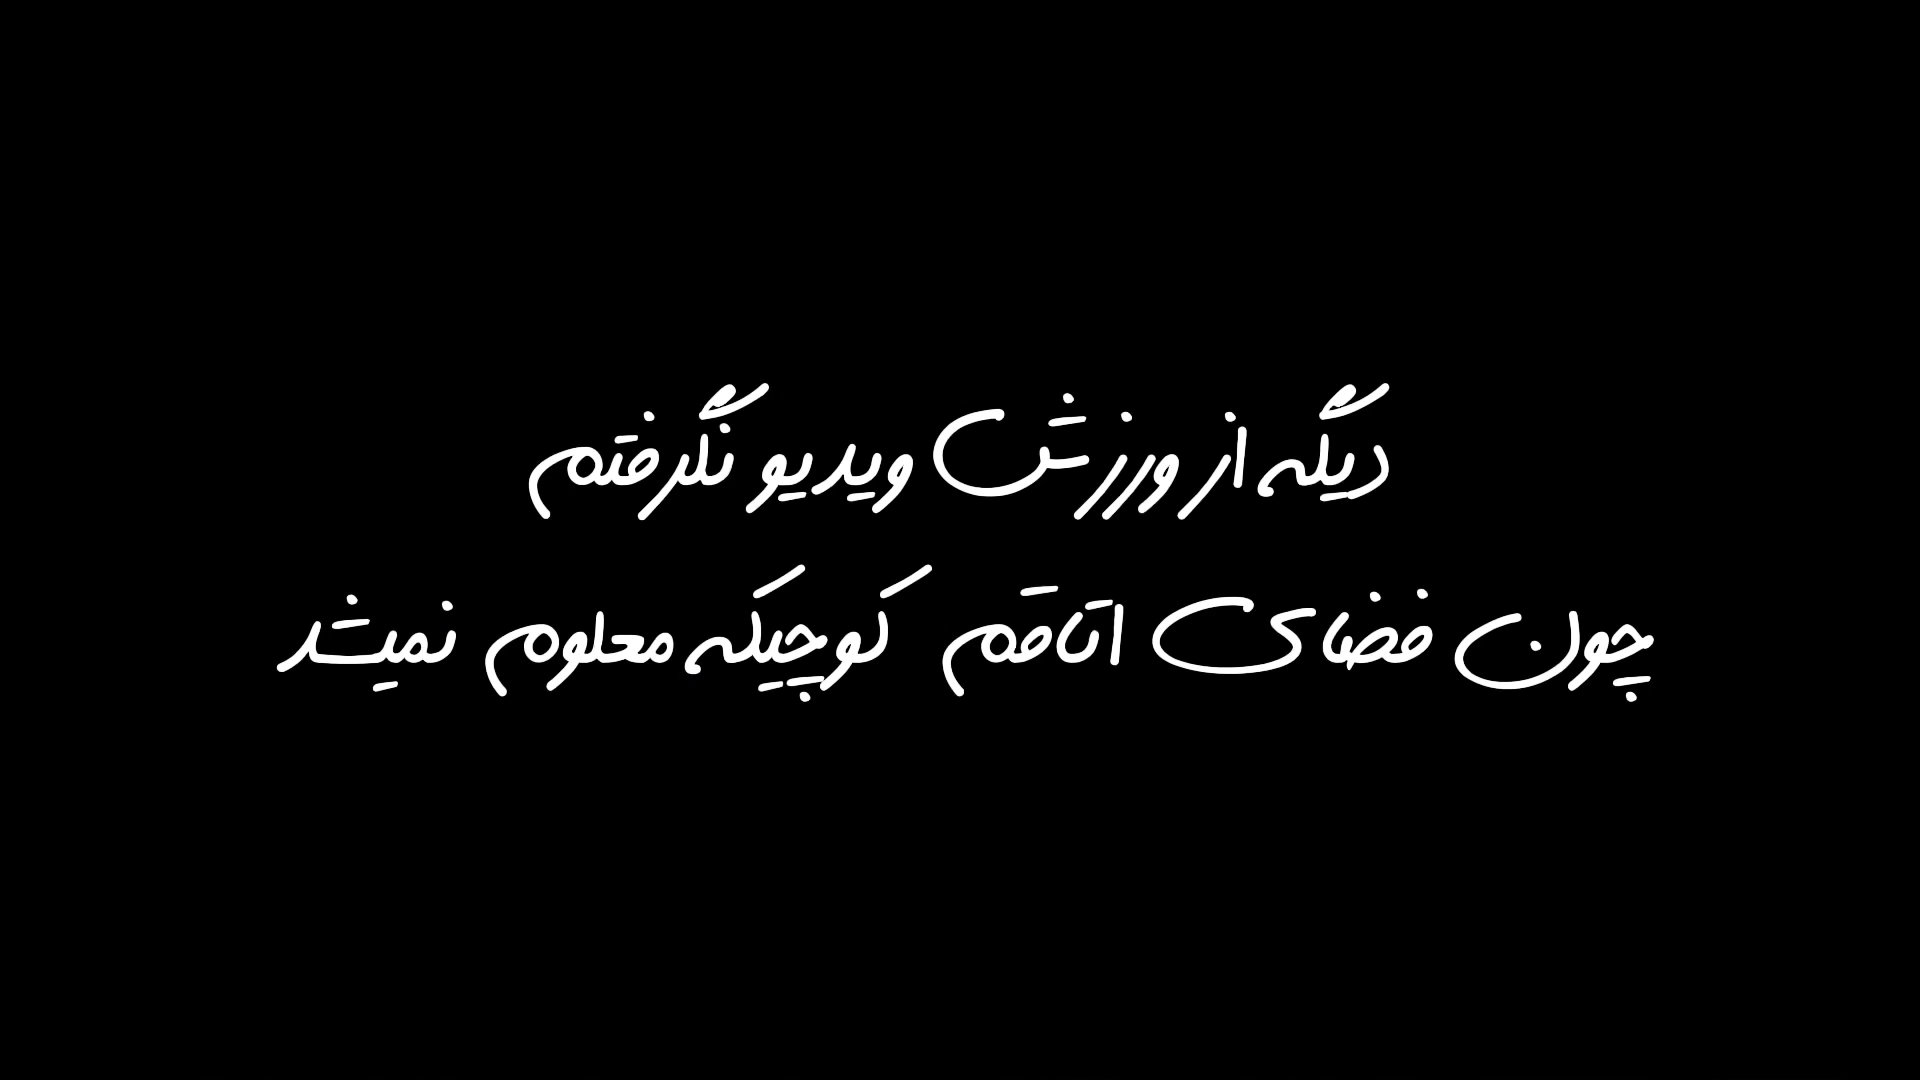 دیگه از ورزش ویدیو نگرفتم
چون فضای اتاقم کوچیکه معلوم نمیشد